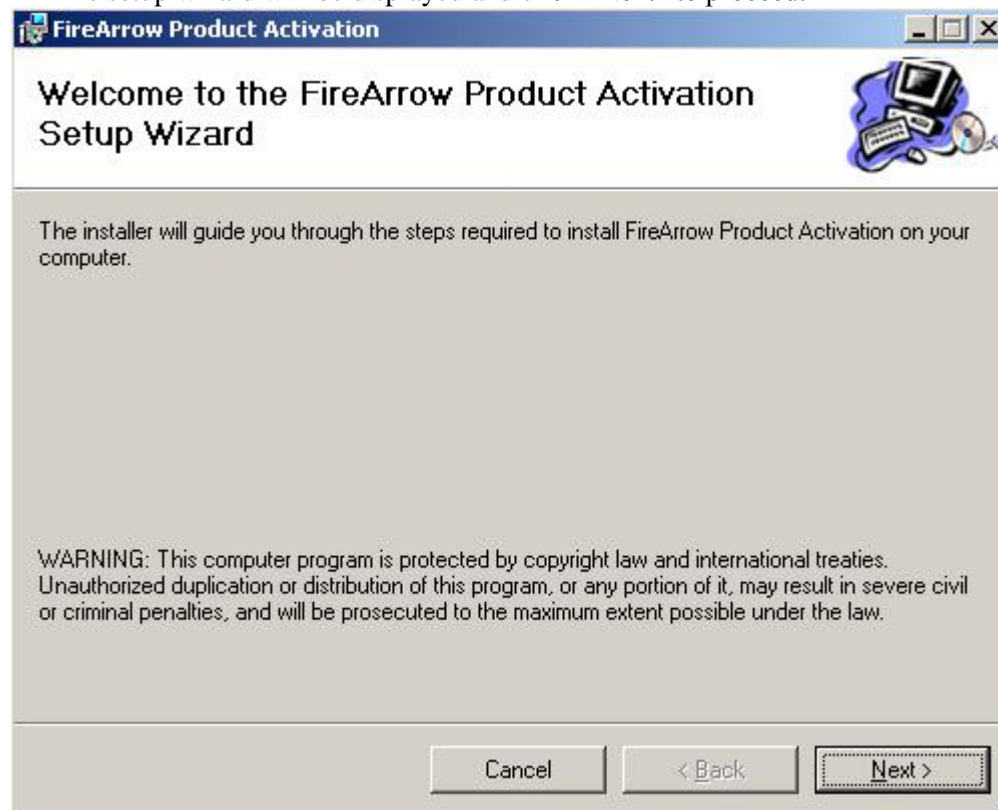 FireArrow Product Activation
Welcome to the FireArrow Product Activation
Setup Wizard
The installer will guide you through the steps required to install FireArrow Product Activation on your
computer.
WARNING: This computer program is protected by copyright law and international treaties.
Unauthorized duplication or distribution of this program, or any portion of it, may result in severe civil
or criminal penalties, and will be prosecuted to the maximum extent possible under the law.
Cancel
< Back
Next >